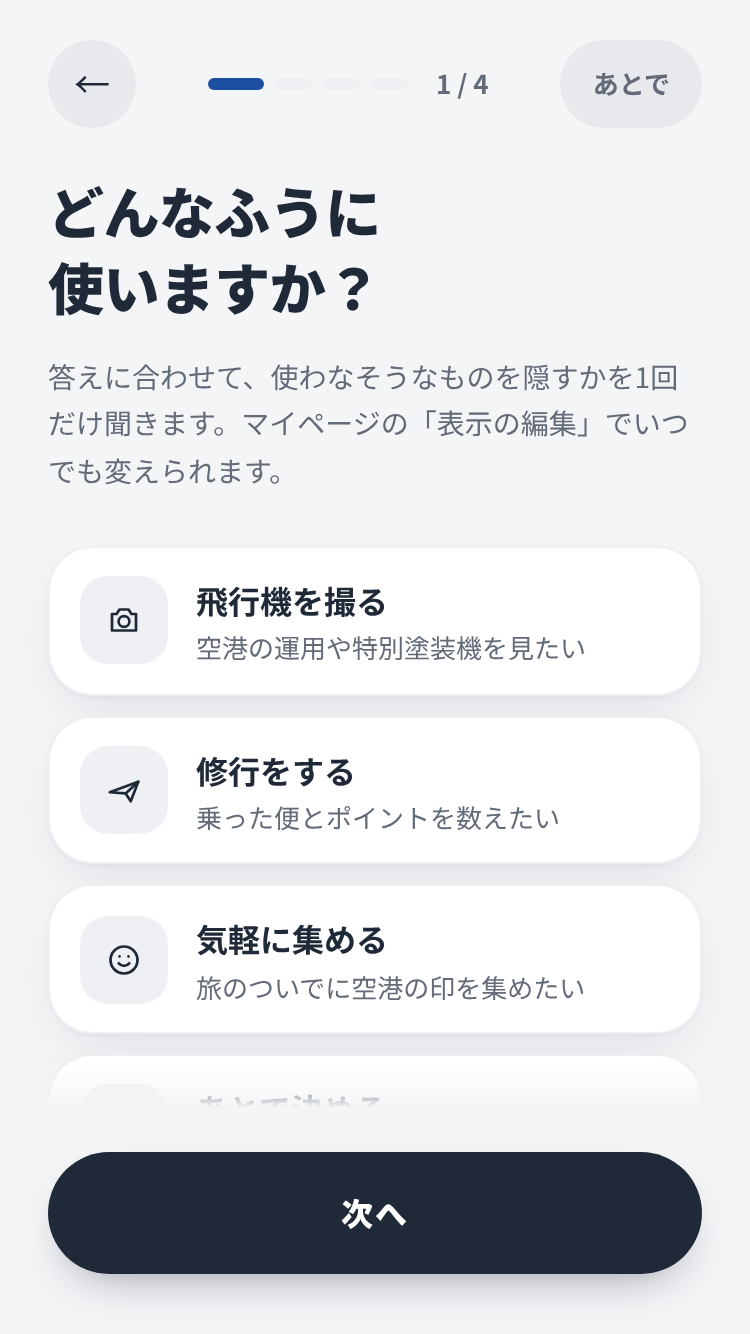 1 / 4
あとで
どんなふうに
使いますか？
答えに合わせて、使わなそうなものを隠すかを1回
だけ聞きます。マイページの「表示の編集」でいつ
でも変えられます。
飛行機を撮る
空港の運用や特別塗装機を見たい
修行をする
乗った便とポイントを数えたい
気軽に集める
旅のついでに空港の印を集めたい
あとで決める
次へ